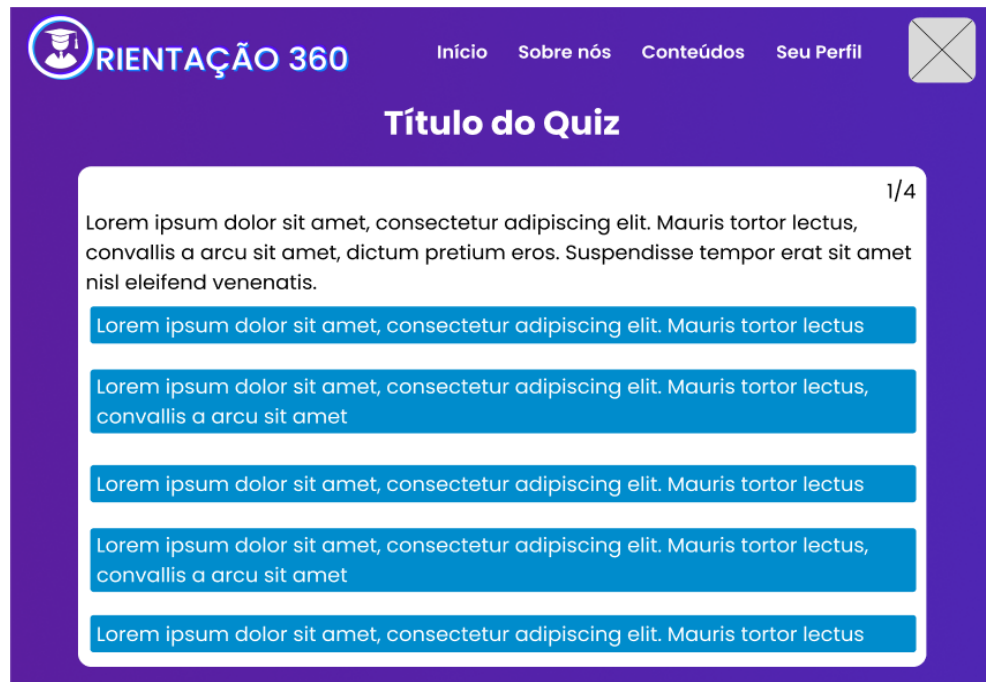 ORIENTAÇÃO 360
Início Sobre nós Conteúdos Seu Perfil
Título do Quiz
1/4
Lorem ipsum dolor sit amet, consectetur adipiscing elit. Mauris tortor lectus,
convallis a arcu sit amet, dictum pretium eros. Suspendisse tempor erat sit amet
nisl eleifend venenatis.
Lorem ipsum dolor sit amet, consectetur adipiscing elit. Mauris tortor lectus
Lorem ipsum dolor sit amet, consectetur adipiscing elit. Mauris tortor lectus,
convallis a arcu sit amet
Lorem ipsum dolor sit amet, consectetur adipiscing elit. Mauris tortor lectus
Lorem ipsum dolor sit amet, consectetur adipiscing elit. Mauris tortor lectus,
convallis a arcu sit amet
Lorem ipsum dolor sit amet, consectetur adipiscing elit. Mauris tortor lectus